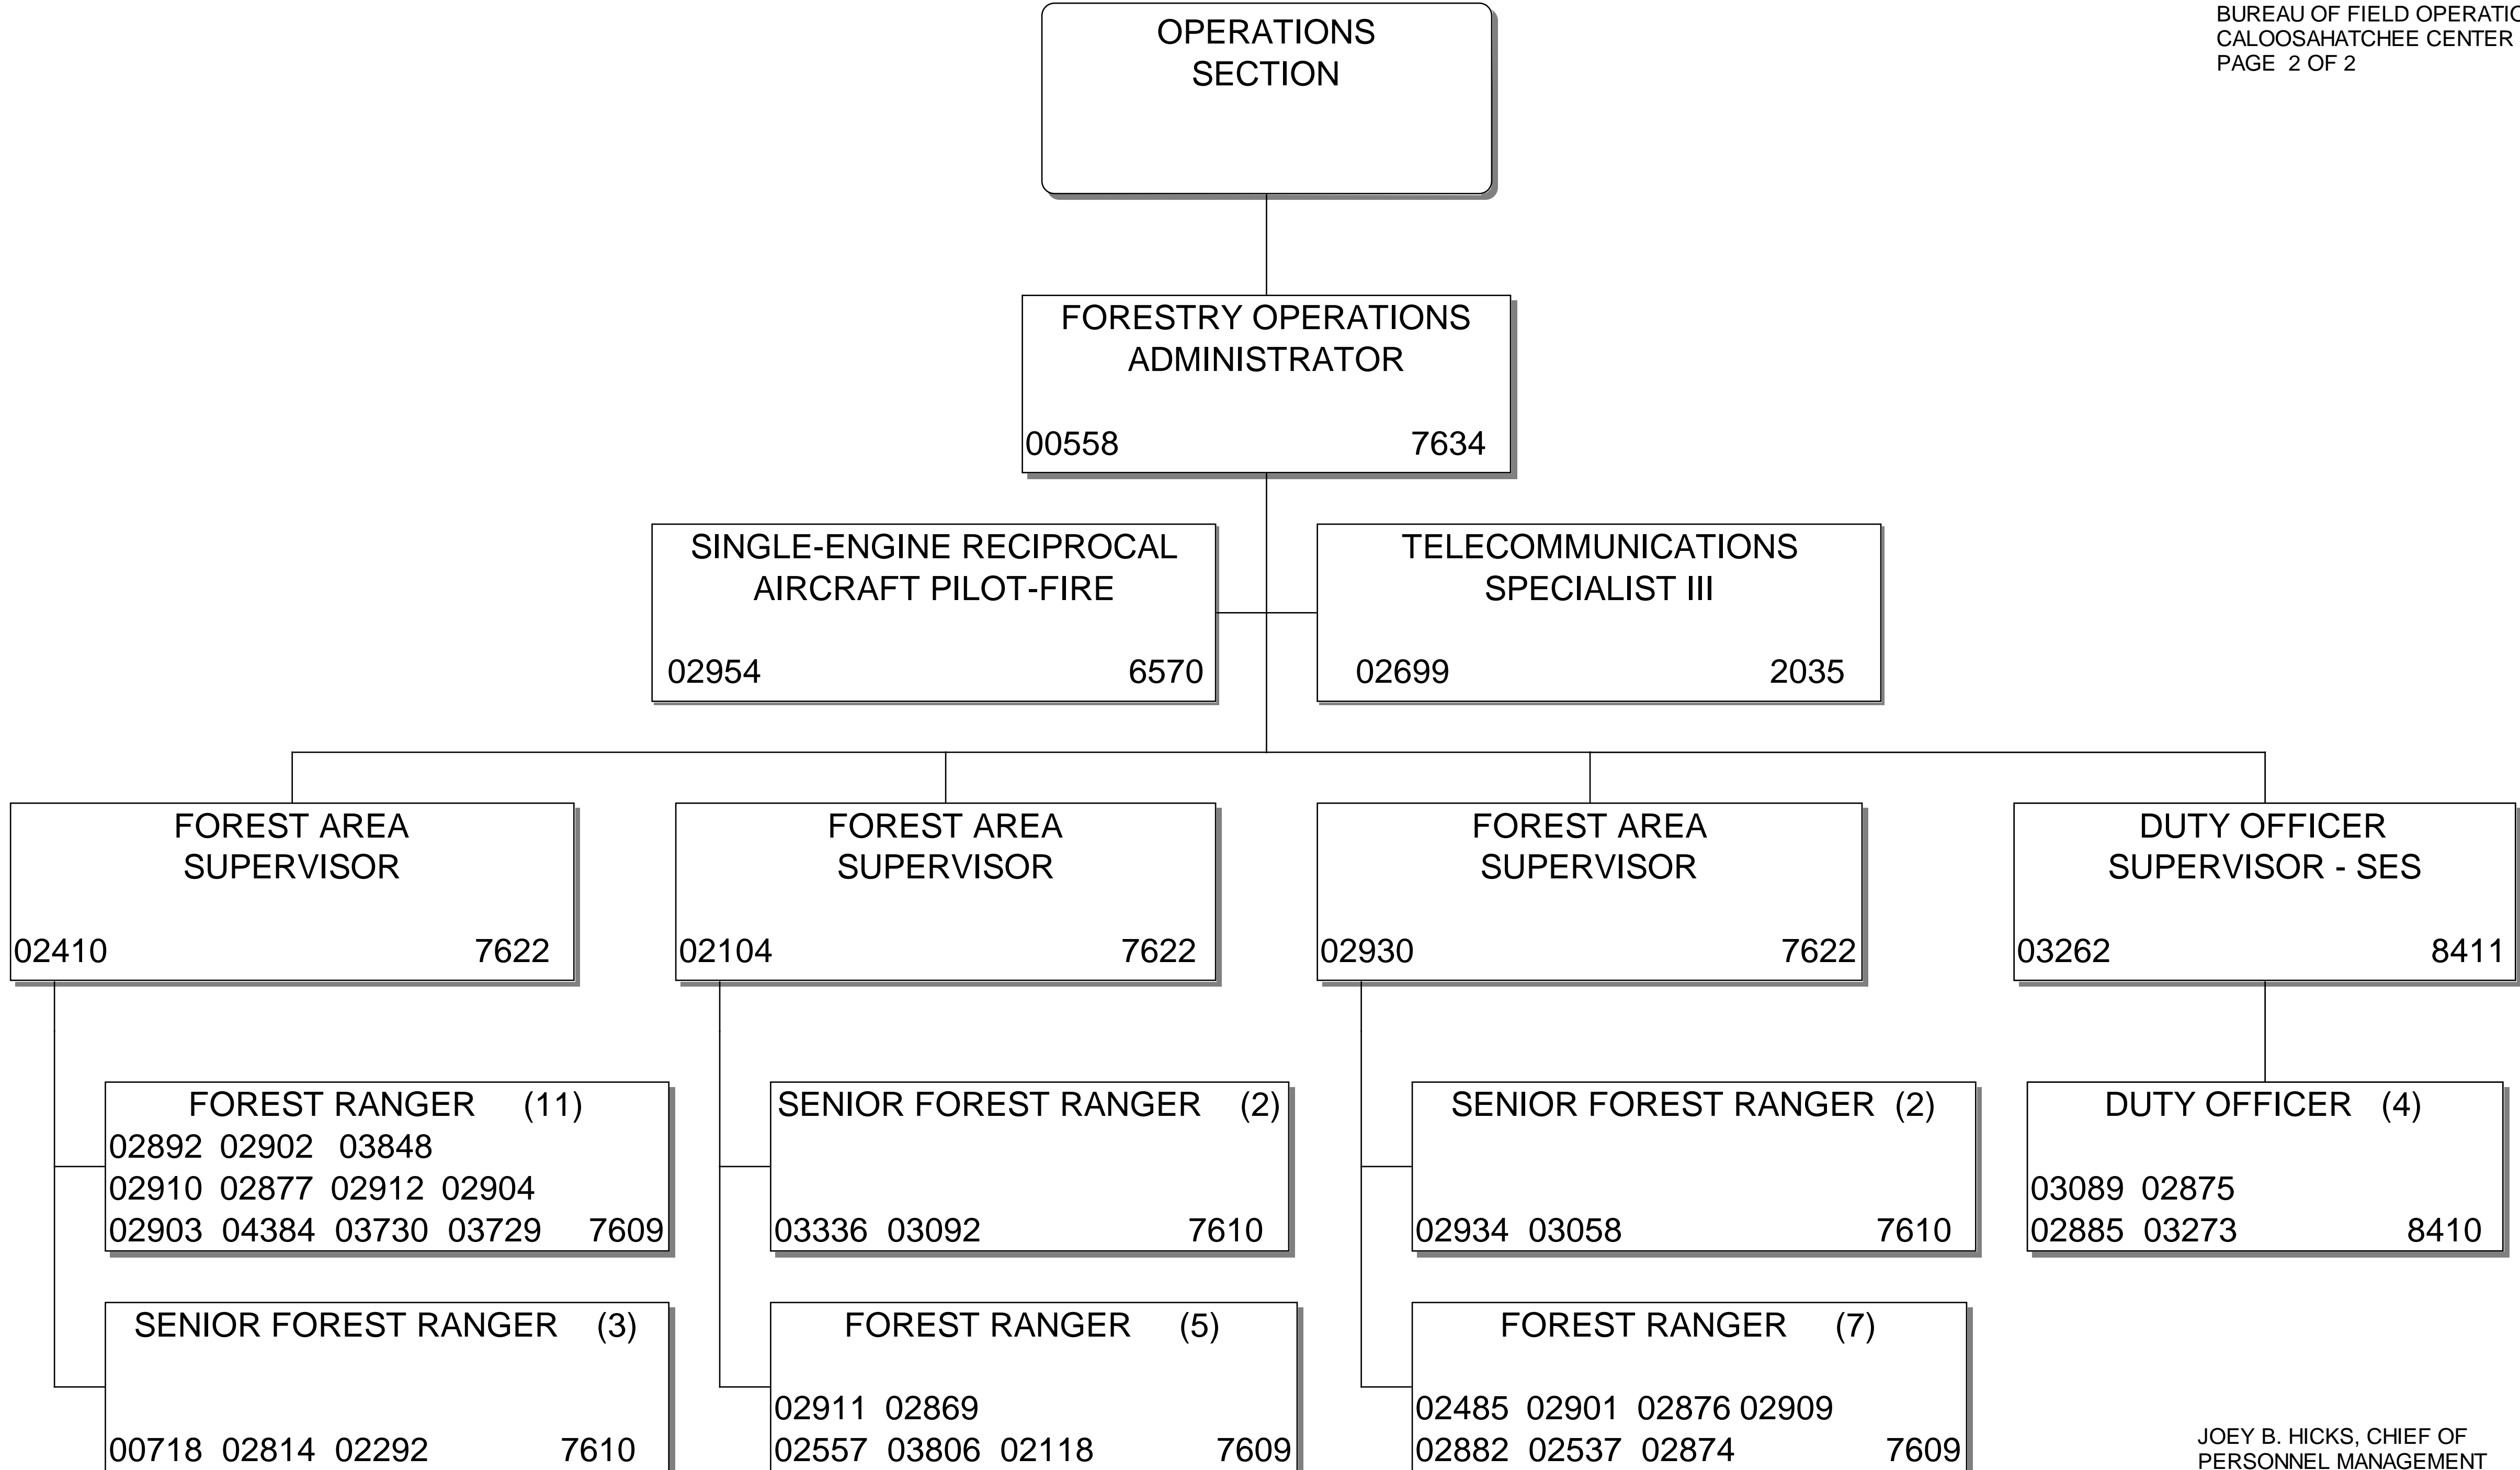 OPERATIONS
SECTION
BUREAU OF FIELD
CALOOSAHATCHEE CENTER
PAGE 2 OF 2
FORESTRY OPERATIONS
ADMINISTRATOR
00558 7634
SINGLE-ENGINE RECIPROCAL
AIRCRAFT PILOT-FIRE
02954 6570
TELECOMMUNICATIONS
SPECIALIST III
02699 2035
FOREST AREA
SUPERVISOR
02410 7622
FOREST AREA
SUPERVISOR
02104 7622
FOREST AREA
SUPERVISOR
02930 7622
DUTY OFFICER
SUPERVISOR - SES
03262 8411
FOREST RANGER (11)
02892 02902 03848
02910 02877 02912 02904
02903 04384 03730 03729 7609
SENIOR FOREST RANGER (2)
03336 03092 7610
SENIOR FOREST RANGER (2)
02934 03058 7610
DUTY OFFICER (4)
03089 02875
02885 03273 8410
SENIOR FOREST RANGER (3)
00718 02814 02292 7610
FOREST RANGER (5)
02911 02869
02557 03806 02118 7609
FOREST RANGER (7)
02485 02901 02876 02909
02882 02537 02874 7609
JOEY B. HICKS, CHIEF OF
PERSONNEL MANAGEMENT